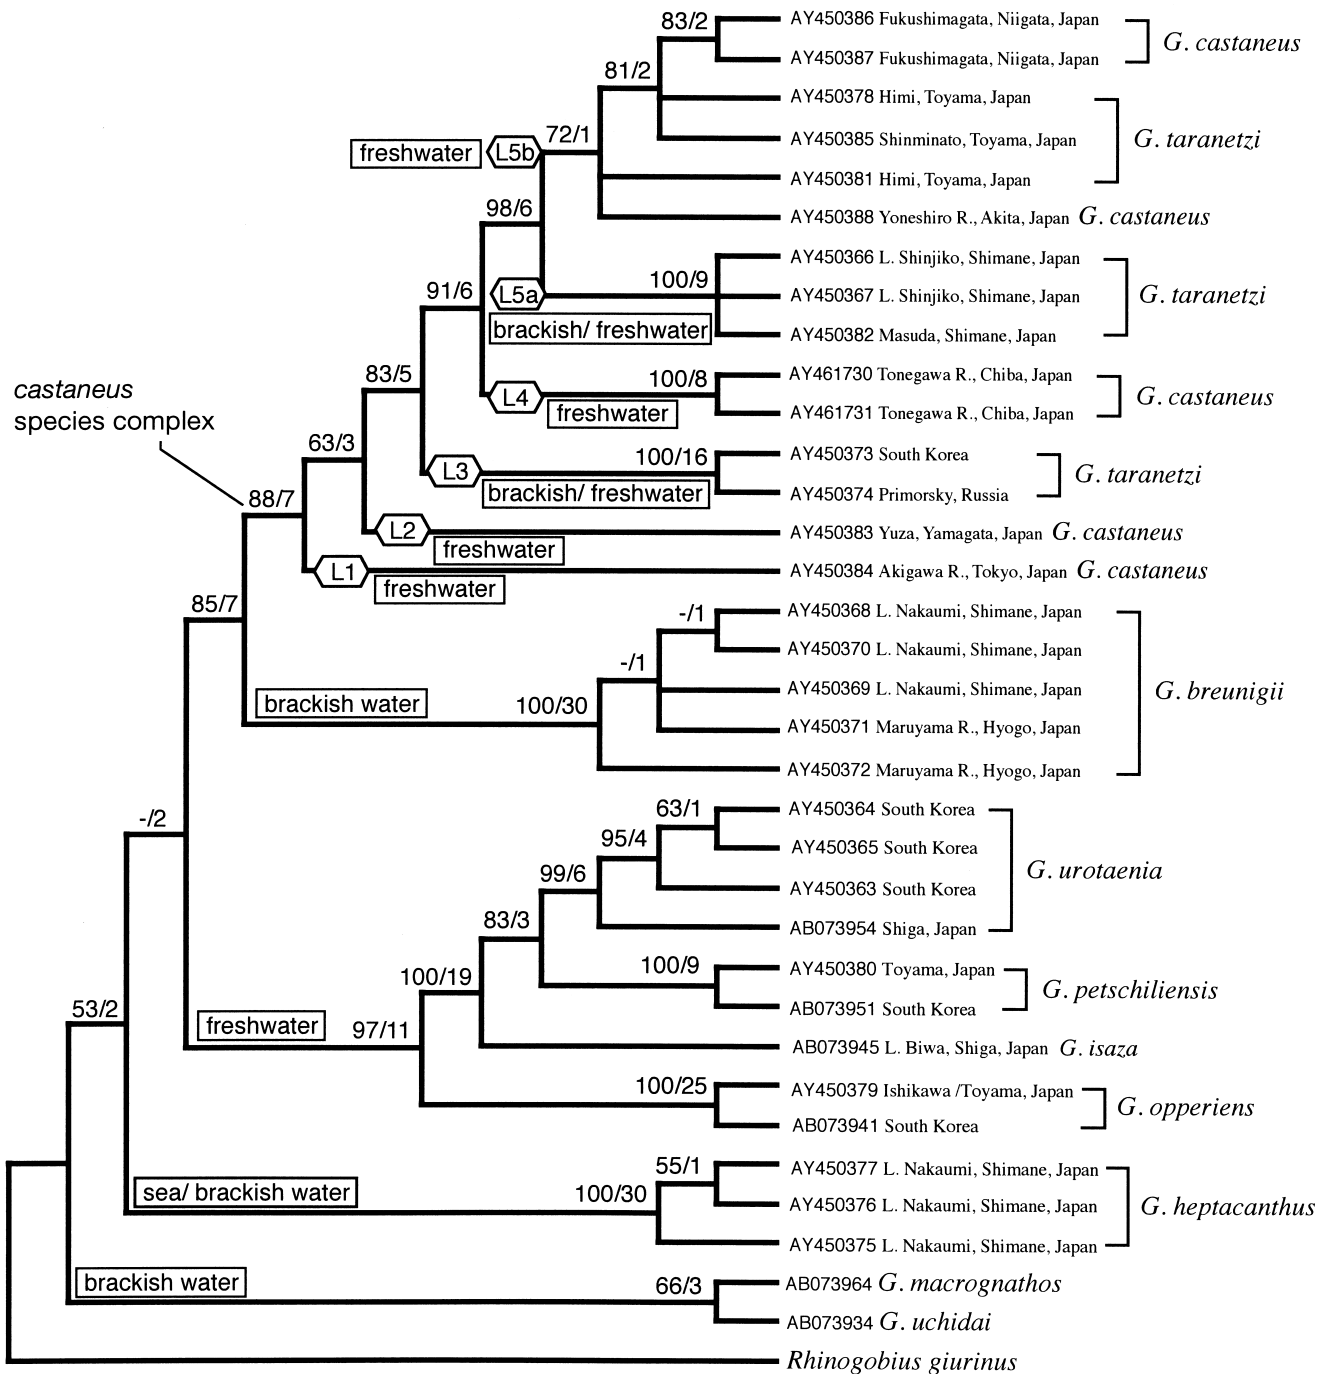 83/2
AY450386 Fukushimagata, Niigata, Japan
G. castaneus
AY450387 Fukushimagata, Niigata, Japan
81/2
AY450378 Himi, Toyama, Japan
72/1
AY450385 Shinminato, Toyama, Japan
G. taranetzi
freshwater
L5b
AY450381 Himi, Toyama, Japan
98/6
AY450388 Yoneshiro R., Akita, Japan G. castaneus
AY450366 L. Shinjiko, Shimane, Japan
91/6
L5a
100/9
AY450367 L. Shinjiko, Shimane, Japan
G. taranetzi
brackish/ freshwater
AY450382 Masuda, Shimane, Japan
83/5
100/8
AY461730 Tonegawa R., Chiba, Japan
castaneus
species complex
L4
freshwater
G. castaneus
AY461731 Tonegawa R., Chiba, Japan
63/3
100/16
AY450373 South Korea
L3
G. taranetzi
brackish/ freshwater
AY450374 Primorsky, Russia
88/7
L2
AY450383 Yuza, Yamagata, Japan G. castaneus
freshwater
L1
AY450384 Akigawa R., Tokyo, Japan G. castaneus
freshwater
85/7
-/1
AY450368 L. Nakaumi, Shimane, Japan
AY450370 L. Nakaumi, Shimane, Japan
-/1
AY450369 L. Nakaumi, Shimane, Japan
G. breunigii
brackish water
100/30
AY450371 Maruyama R., Hyogo, Japan
AY450372 Maruyama R., Hyogo, Japan
-/2
63/1
AY450364 South Korea
95/4
AY450365 South Korea
99/6
G. urotaenia
AY450363 South Korea
83/3
AB073954 Shiga, Japan
100/19
100/9
AY450380 Toyama, Japan
G. petschiliensis
AB073951 South Korea
53/2
freshwater
97/11
AB073945 L. Biwa, Shiga, Japan G. isaza
100/25
AY450379 Ishikawa /Toyama, Japan
G. opperiens
AB073941 South Korea
55/1
AY450377 L. Nakaumi, Shimane, Japan
sea/ brackish water
100/30
AY450376 L. Nakaumi, Shimane, Japan
G. heptacanthus
AY450375 L. Nakaumi, Shimane, Japan
brackish water
66/3
AB073964 G. macrognathos
AB073934 G. uchidai
Rhinogobius giurinus